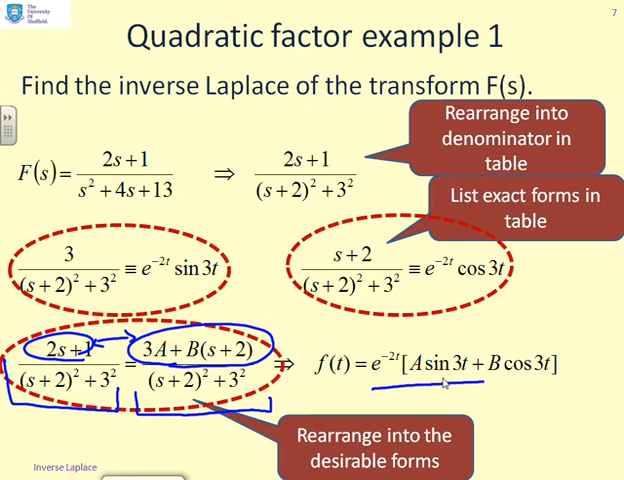 The
University
Of
Sheffield.
7
Quadratic factor example 1
Find the inverse Laplace of the transform F(s).
Rearrange into
denominator in
table
F(s) = (2s+1)/(s² + 4s + 13) ⇒ (2s+1)/((s+2)² + 3²)
List exact forms in
table
3/((s+2)² + 3²) ≡ e^(−2t) sin 3t
(s+2)/((s+2)² + 3²) ≡ e^(−2t) cos 3t
(2s+1)/((s+2)² + 3²) = (3A + B(s+2))/((s+2)² + 3²) ⇒ f(t) = e^(−2t)[A sin 3t + B cos 3t]
Rearrange into the
desirable forms
Inverse Laplace